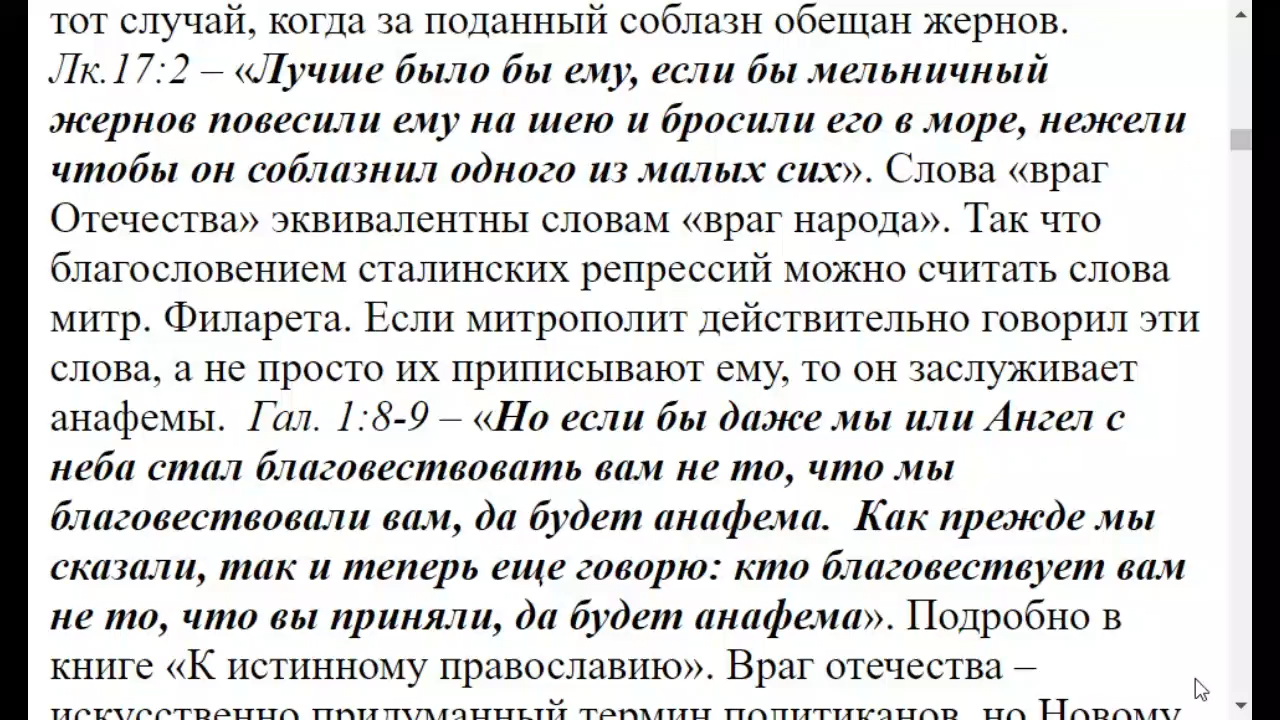 тот случай, когда за поданный соблазн обещан жернов.
Лк.17:2 – «Лучше было бы ему, если бы мельничный
жернов повесили ему на шею и бросили его в море, нежели
чтобы он соблазнил одного из малых сих». Слова «враг
Отечества» эквивалентны словам «враг народа». Так что
благословением сталинских репрессий можно считать слова
митр. Филарета. Если митрополит действительно говорил эти
слова, а не просто их приписывают ему, то он заслуживает
анафемы.  Гал. 1:8-9 – «Но если бы даже мы или Ангел с
неба стал благовествовать вам не то, что мы
благовествовали вам, да будет анафема.  Как прежде мы
сказали, так и теперь еще говорю: кто благовествует вам
не то, что вы приняли, да будет анафема». Подробно в
книге «К истинному православию». Враг отечества –
искусственно придуманный термин политиканов, но Новому